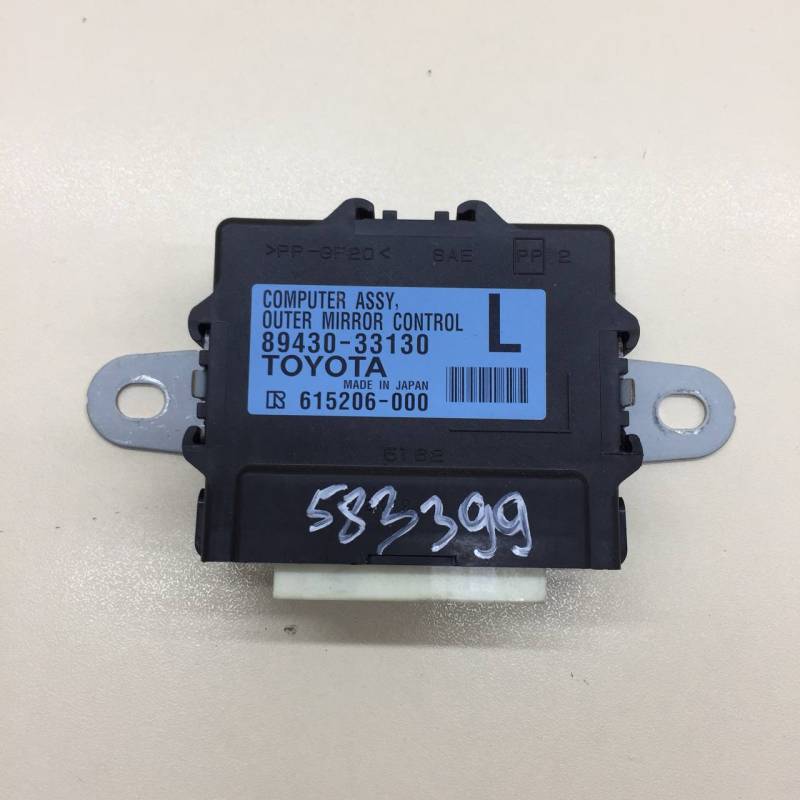 >PP-GF20< SAE PP 2
COMPUTER ASSY, L
OUTER MIRROR CONTROL
89430-33130
TOYOTA
MADE IN JAPAN
R 615206-000
5182
583399